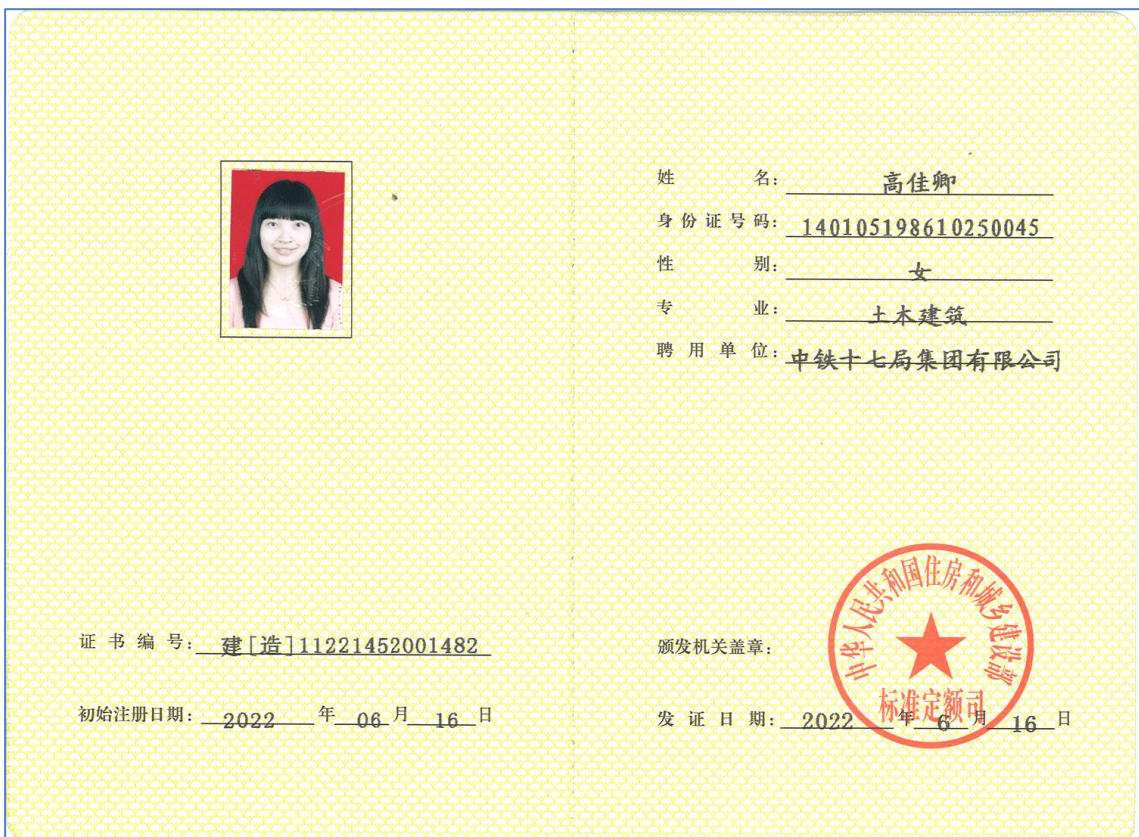 姓名：高佳卿
身份证号码：140105198610250045
性别：女
专业：土木建筑
聘用单位：中铁十七局集团有限公司
证书编号：建[造]11221452001482
初始注册日期：2022年06月16日
颁发机关盖章：
中华人民共和国住房和城乡建设部
标准定额司
发证日期：2022年6月16日